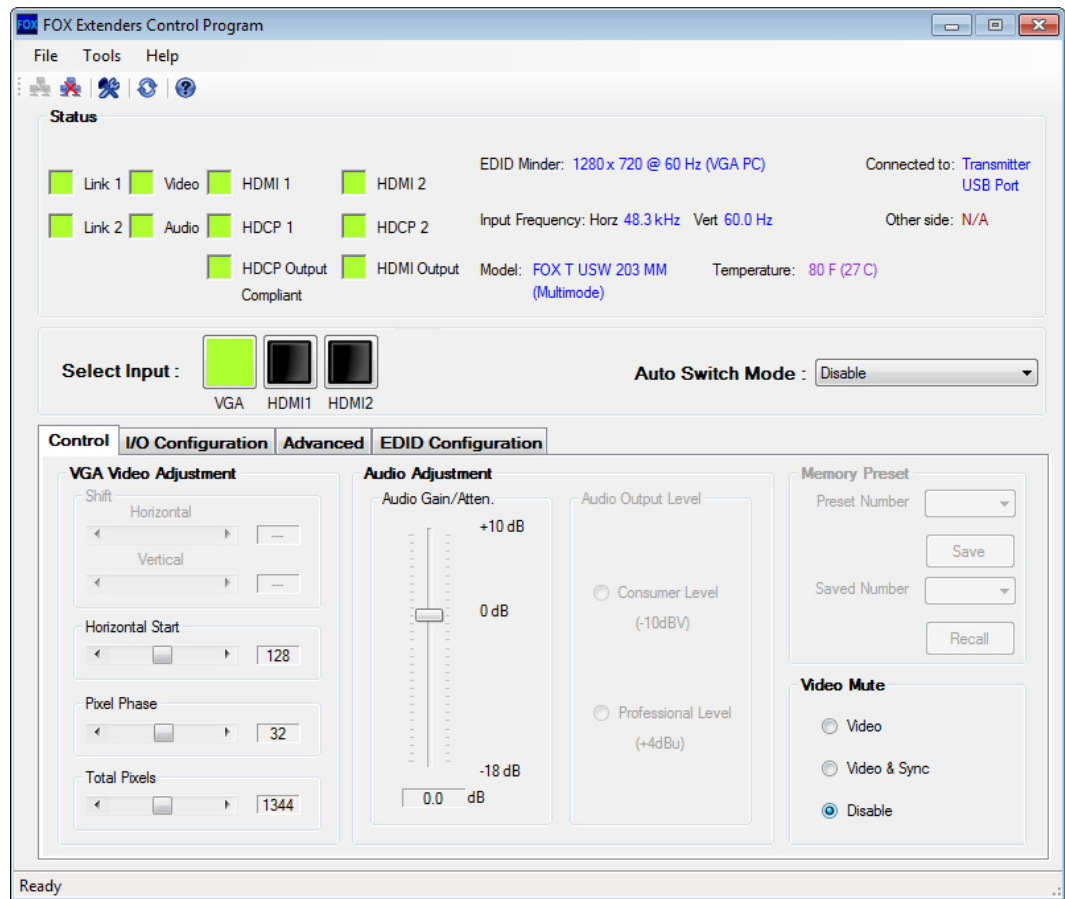 FOX FOX Extenders Control Program
File Tools Help
Status
Link 1 Video HDMI 1 HDMI 2
Link 2 Audio HDCP 1 HDCP 2
HDCP Output Compliant HDMI Output
EDID Minder: 1280 x 720 @ 60 Hz (VGA PC)
Connected to: Transmitter USB Port
Input Frequency: Horz 48.3 kHz Vert 60.0 Hz
Other side: N/A
Model: FOX T USW 203 MM (Multimode)
Temperature: 80 F (27 C)
Select Input :
VGA HDMI1 HDMI2
Auto Switch Mode : Disable
Control I/O Configuration Advanced EDID Configuration
VGA Video Adjustment
Shift
Horizontal
---
Vertical
---
Horizontal Start
128
Pixel Phase
32
Total Pixels
1344
Audio Adjustment
Audio Gain/Atten.
+10 dB
0 dB
-18 dB
0.0 dB
Audio Output Level
Consumer Level
(-10dBV)
Professional Level
(+4dBu)
Memory Preset
Preset Number
Save
Saved Number
Recall
Video Mute
Video
Video & Sync
Disable
Ready